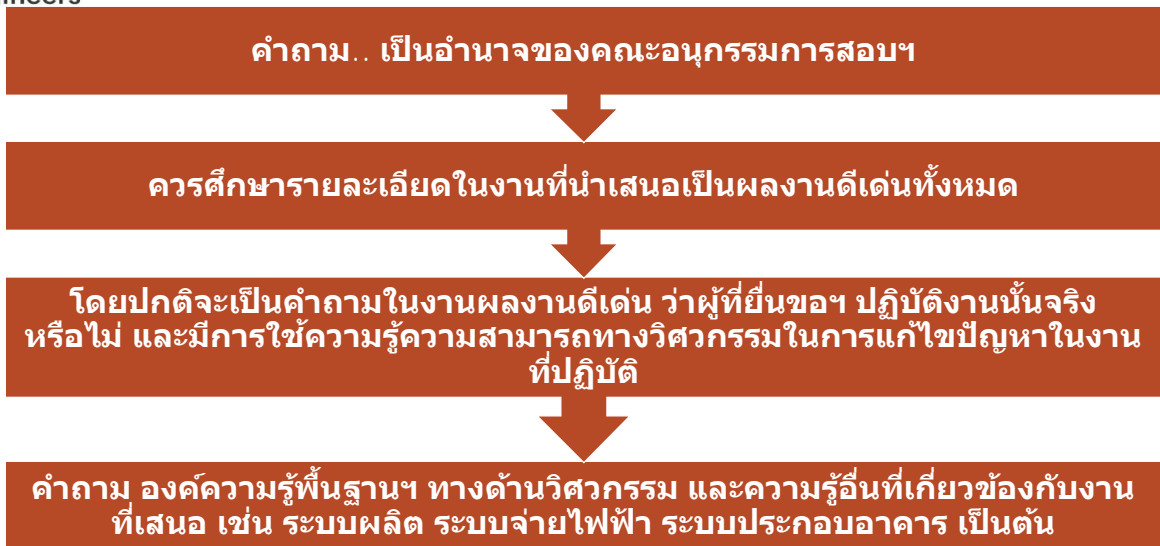 คำถาม.. เป็นอำนาจของคณะอนุกรรมการสอบฯ
ควรศึกษารายละเอียดในงานที่นำเสนอเป็นผลงานดีเด่นทั้งหมด
โดยปกติจะเป็นคำถามในงานผลงานดีเด่น ว่าผู้ที่ยื่นขอฯ ปฏิบัติงานนั้นจริง
หรือไม่ และมีการใช้ความรู้ความสามารถทางวิศวกรรมในการแก้ไขปัญหาในงาน
ที่ปฏิบัติ
คำถาม องค์ความรู้พื้นฐานฯ ทางด้านวิศวกรรม และความรู้อื่นที่เกี่ยวข้องกับงาน
ที่เสนอ เช่น ระบบผลิต ระบบจ่ายไฟฟ้า ระบบประกอบอาคาร เป็นต้น